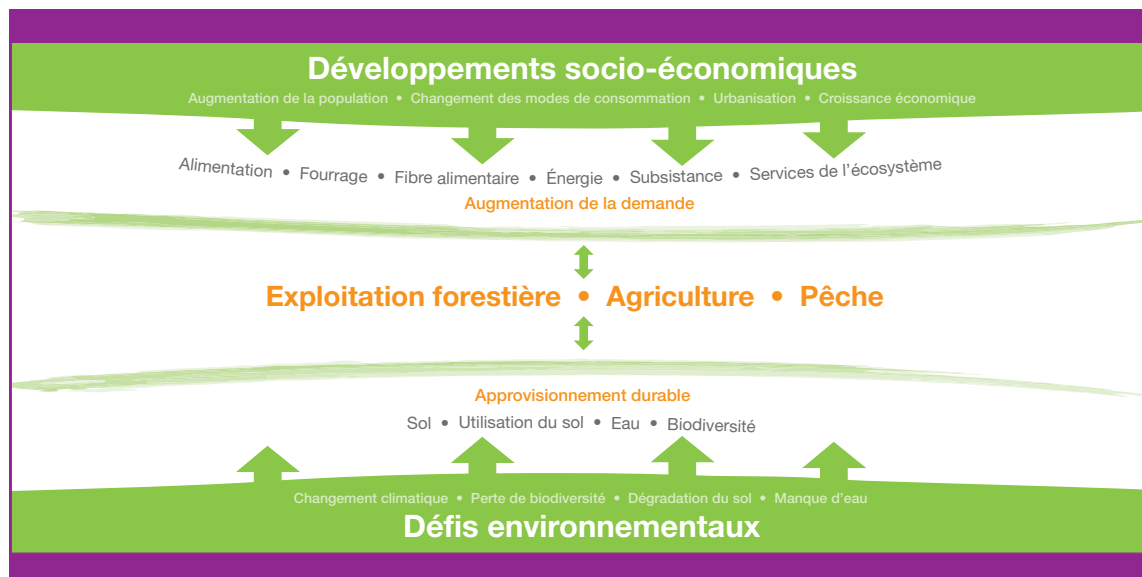 Développements socio-économiques
Augmentation de la population • Changement des modes de consommation • Urbanisation • Croissance économique
Alimentation • Fourrage • Fibre alimentaire • Énergie • Subsistance • Services de l'écosystème
Augmentation de la demande
Exploitation forestière • Agriculture • Pêche
Approvisionnement durable
Sol • Utilisation du sol • Eau • Biodiversité
Changement climatique • Perte de biodiversité • Dégradation du sol • Manque d'eau
Défis environnementaux